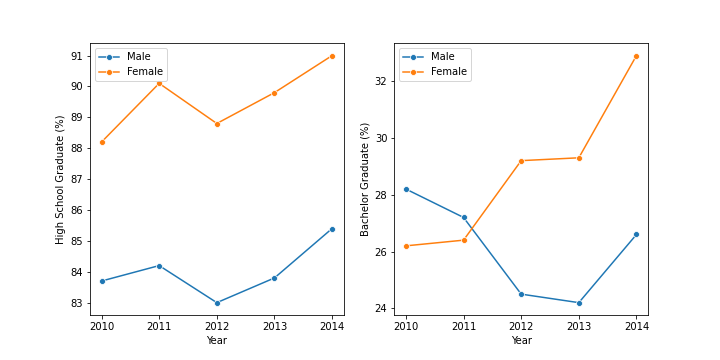 Male
Female
91
90
89
88
87
86
85
84
83
High School Graduate (%)
2010 2011 2012 2013 2014
Year
Male
Female
32
30
28
26
24
Bachelor Graduate (%)
2010 2011 2012 2013 2014
Year